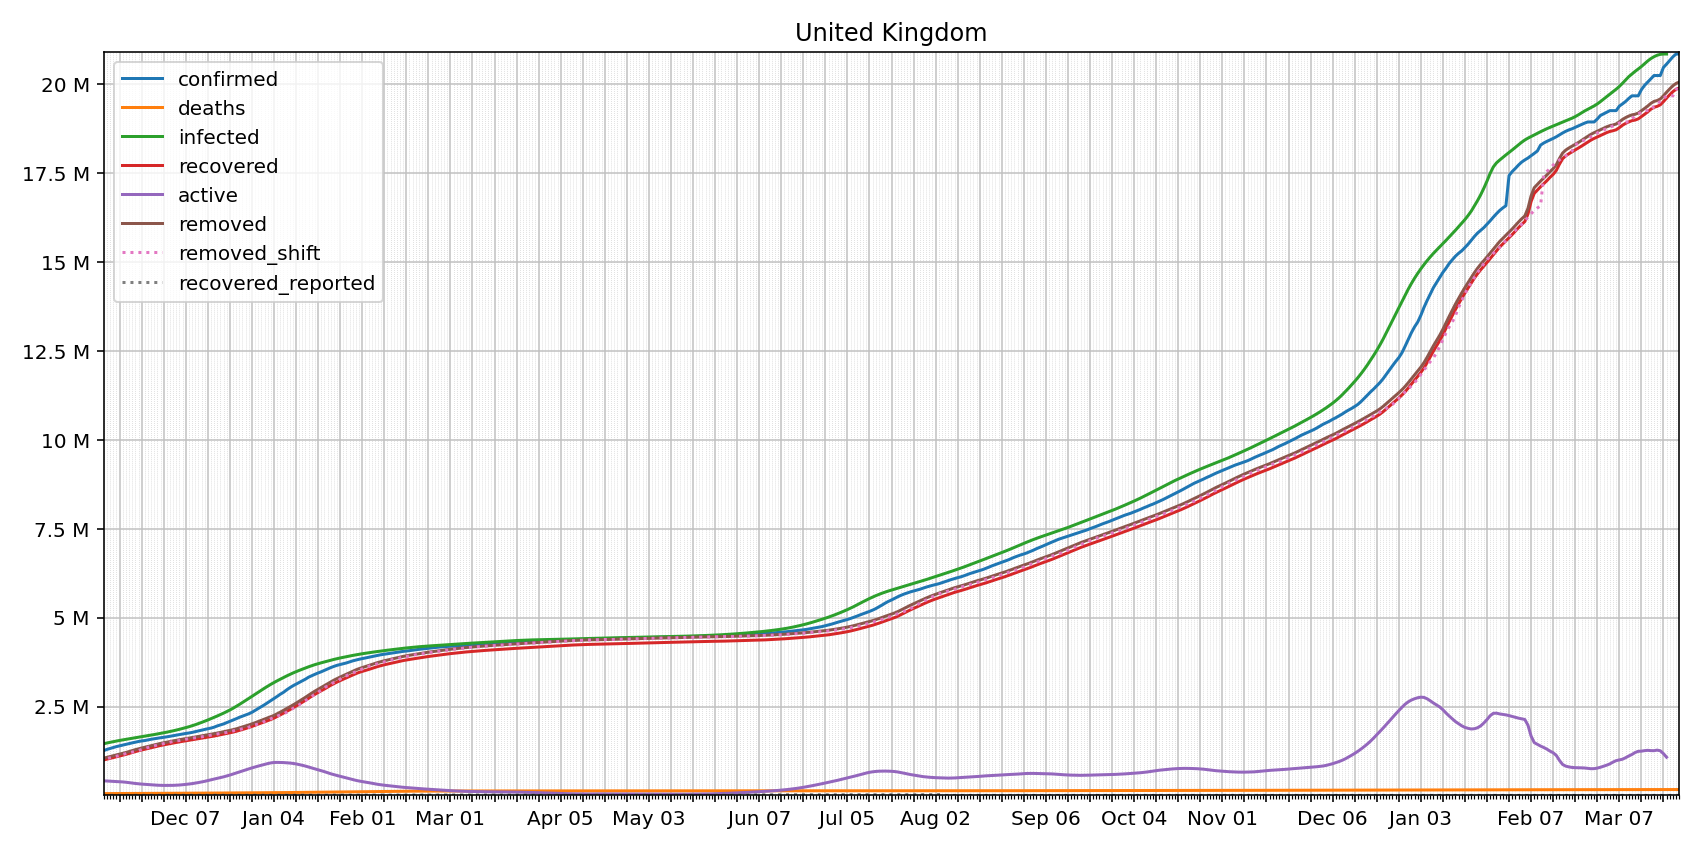 United Kingdom
confirmed
deaths
infected
recovered
active
removed
removed_shift
recovered_reported
20 M
17.5 M
15 M
12.5 M
10 M
7.5 M
5 M
2.5 M
Dec 07 Jan 04 Feb 01 Mar 01 Apr 05 May 03 Jun 07 Jul 05 Aug 02 Sep 06 Oct 04 Nov 01 Dec 06 Jan 03 Feb 07 Mar 07